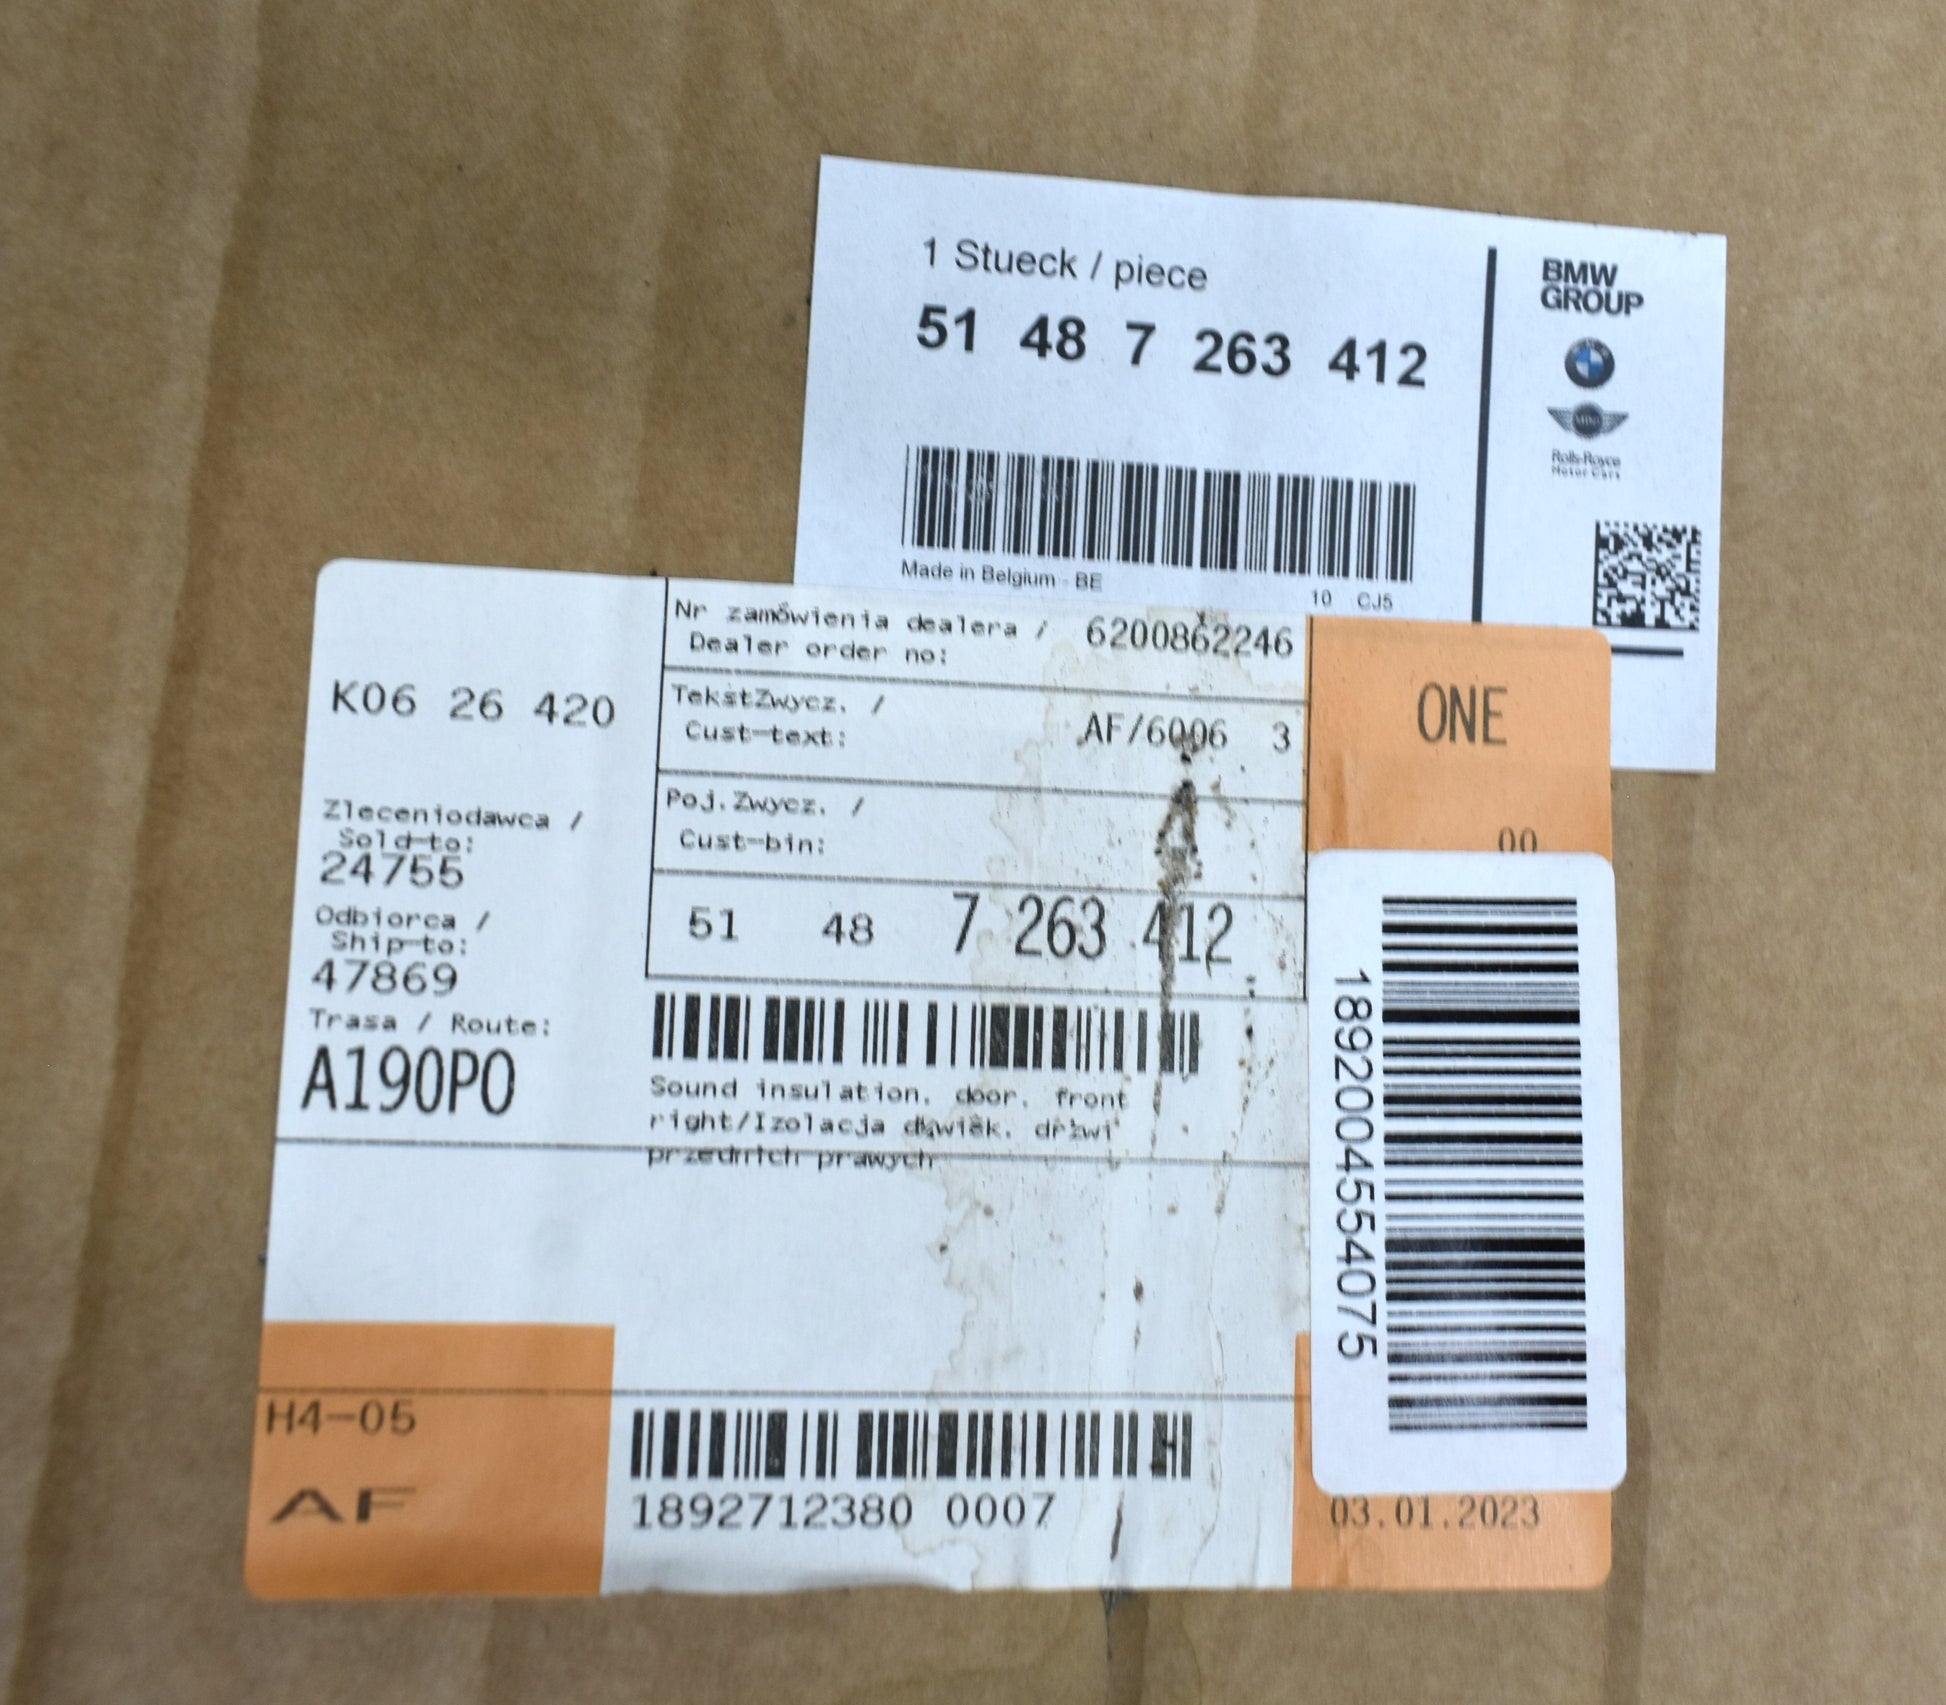 1 Stueck / piece
51 48 7 263 412
Made in Belgium - BE
10 CJ5
BMW
GROUP
MINI
Rolls-Royce
Motor Cars
K06 26 420
Zleceniodawca /
Sold-to:
24755
Odbiorca /
Ship-to:
47869
Trasa / Route:
A190PO
Nr zamówienia dealera /
Dealer order no:
6200862246
TekstZwycz. /
Cust-text:
AF/6006 3
Poj.Zwycz. /
Cust-bin:
51 48 7 263 412
Sound insulation, door, front
right/Izolacja dźwięk. drzwi
przednich prawych
ONE
00
18920045554075
H4-05
AF
1892712380 0007
03.01.2023